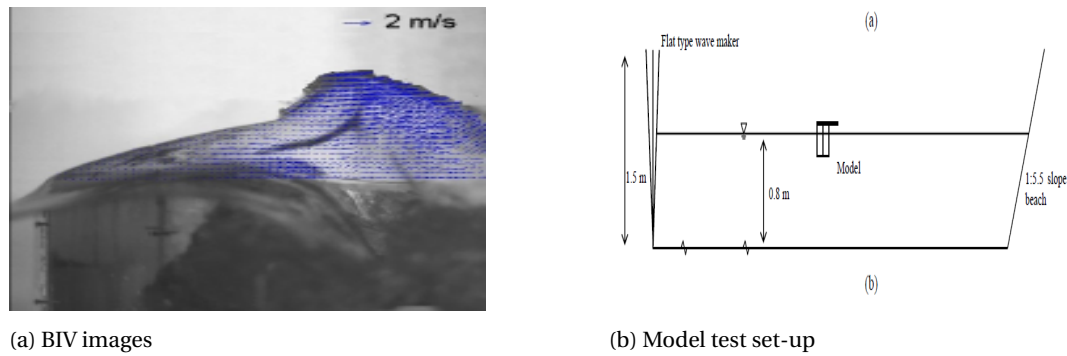 2 m/s
(a) BIV images
(a)
Flat type wave maker
1.5 m
0.8 m
Model
1:5.5 slope
beach
(b)
(b) Model test set-up